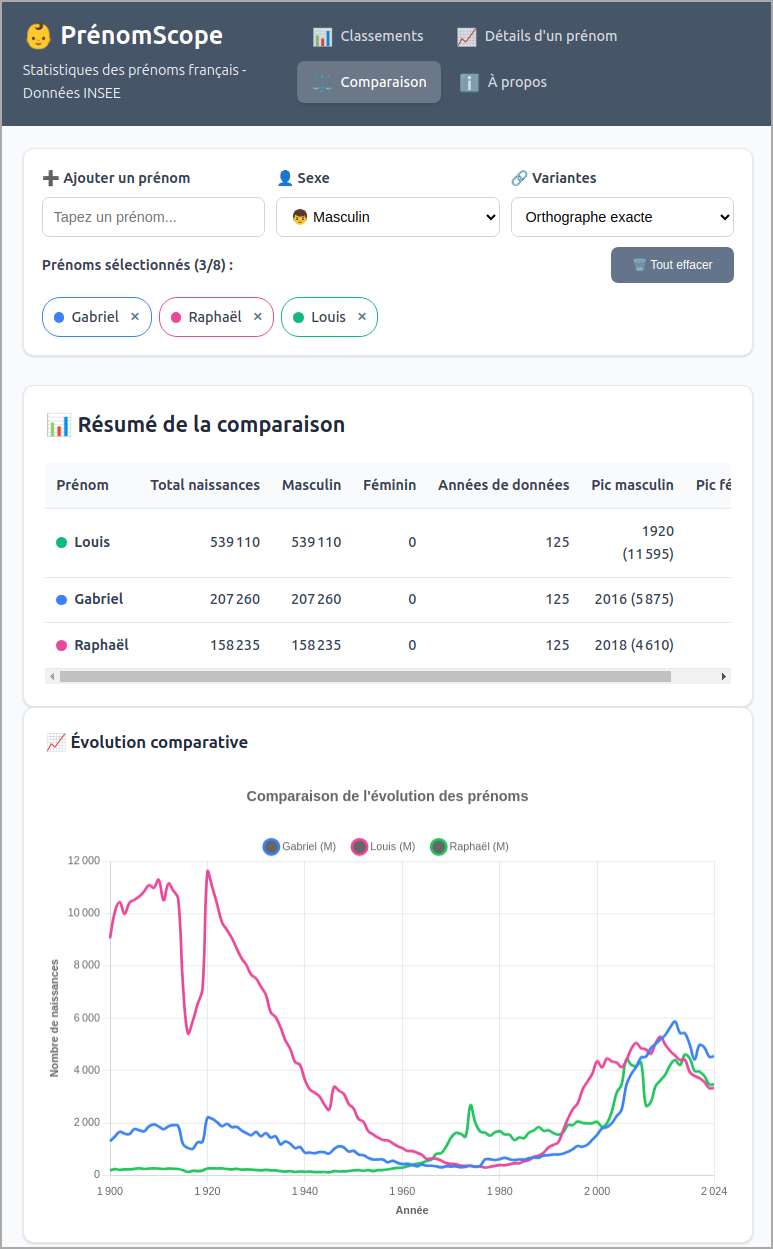 PrénomScope
Statistiques des prénoms français -
Données INSEE
Classements
Détails d'un prénom
Comparaison
À propos
Ajouter un prénom
Sexe
Variantes
Tapez un prénom...
Masculin
Orthographe exacte
Prénoms sélectionnés (3/8) :
Tout effacer
Gabriel ×
Raphaël ×
Louis ×
Résumé de la comparaison
Prénom Total naissances Masculin Féminin Années de données Pic masculin Pic fé
Louis 539 110 539 110 0 125 1920
(11 595)
Gabriel 207 260 207 260 0 125 2016 (5 875)
Raphaël 158 235 158 235 0 125 2018 (4 610)
Évolution comparative
Comparaison de l'évolution des prénoms
Gabriel (M) Louis (M) Raphaël (M)
12 000
10 000
8 000
6 000
4 000
2 000
0
Nombre de naissances
1 900 1 920 1 940 1 960 1 980 2 000 2 024
Année